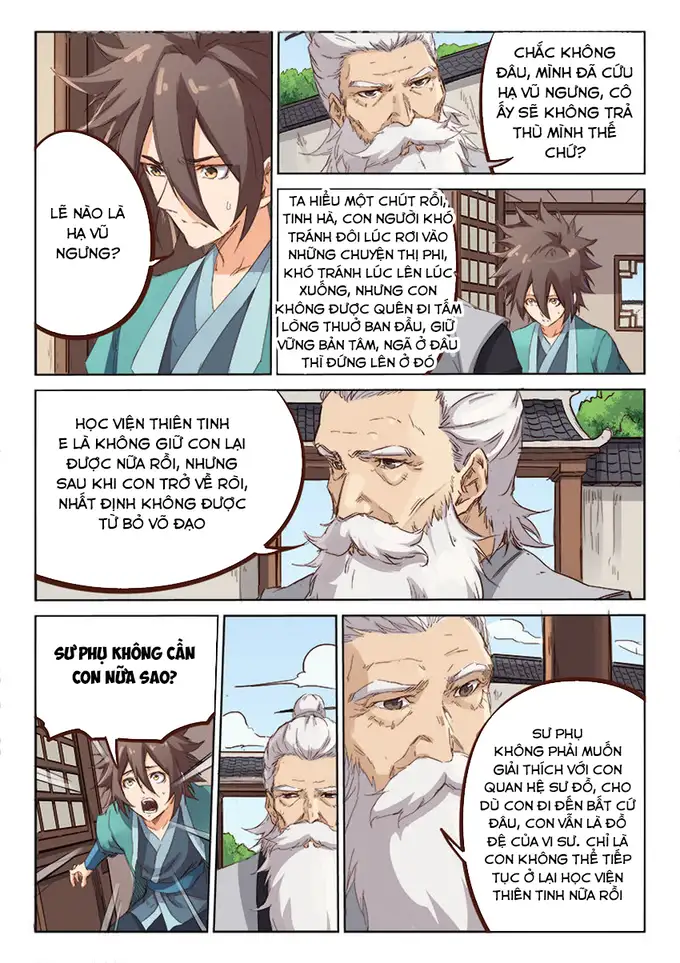 LẼ NÀO LÀ
HẠ VŨ
NGƯNG?
CHẮC KHÔNG
ĐÂU, MÌNH ĐÃ CỨU
HẠ VŨ NGƯNG, CÔ
ẤY SẼ KHÔNG TRẢ
THÙ MÌNH THẾ
CHỨ?
TA HIỂU MỘT CHÚT RỒI,
TINH HÀ, CON NGƯỜI KHÓ
TRÁNH ĐÔI LÚC RƠI VÀO
NHỮNG CHUYỆN THỊ PHI,
KHÓ TRÁNH LÚC LÊN LÚC
XUỐNG, NHƯNG CON
KHÔNG ĐƯỢC QUÊN ĐI TẤM
LÒNG THUỞ BAN ĐẦU, GIỮ
VỮNG BẢN TÂM, NGÃ Ở ĐÂU
THÌ ĐỨNG LÊN Ở ĐÓ
HỌC VIỆN THIÊN TINH
E LÀ KHÔNG GIỮ CON LẠI
ĐƯỢC NỮA RỒI, NHƯNG
SAU KHI CON TRỞ VỀ RỒI,
NHẤT ĐỊNH KHÔNG ĐƯỢC
TỪ BỎ VÕ ĐẠO
SƯ PHỤ KHÔNG CẦN
CON NỮA SAO?
SƯ PHỤ
KHÔNG PHẢI MUỐN
GIẢI THÍCH VỚI CON
QUAN HỆ SƯ ĐỒ, CHO
DÙ CON ĐI ĐẾN BẤT CỨ
ĐÂU, CON VẪN LÀ ĐỒ
ĐỆ CỦA VI SƯ. CHỈ LÀ
CON KHÔNG THỂ TIẾP
TỤC Ở LẠI HỌC VIỆN
THIÊN TINH NỮA RỒI